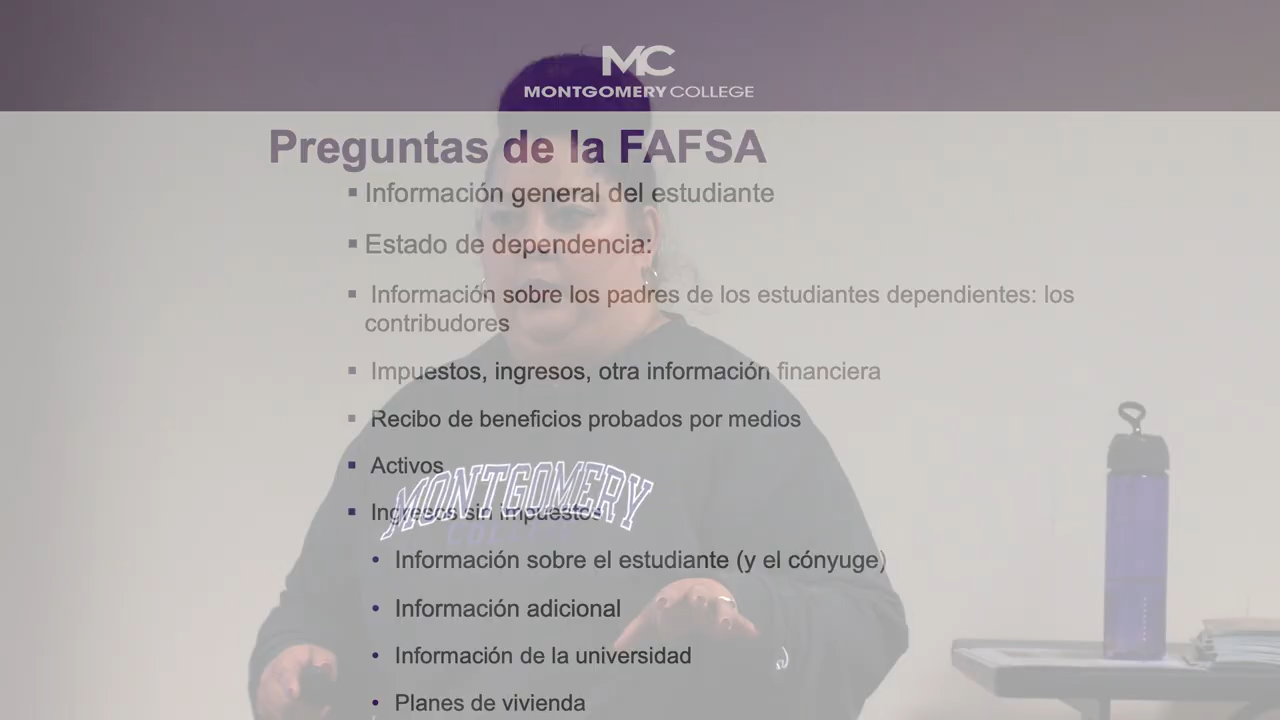 MC
MONTGOMERY COLLEGE
Preguntas de la FAFSA
▪ Información general del estudiante
▪ Estado de dependencia:
▪ Información sobre los padres de los estudiantes dependientes: los
contribudores
▪ Impuestos, ingresos, otra información financiera
▪ Recibo de beneficios probados por medios
▪ Activos
▪ Ingresos sin impuestos
MONTGOMERY
COLLEGE
• Información sobre el estudiante (y el cónyuge)
• Información adicional
• Información de la universidad
• Planes de vivienda